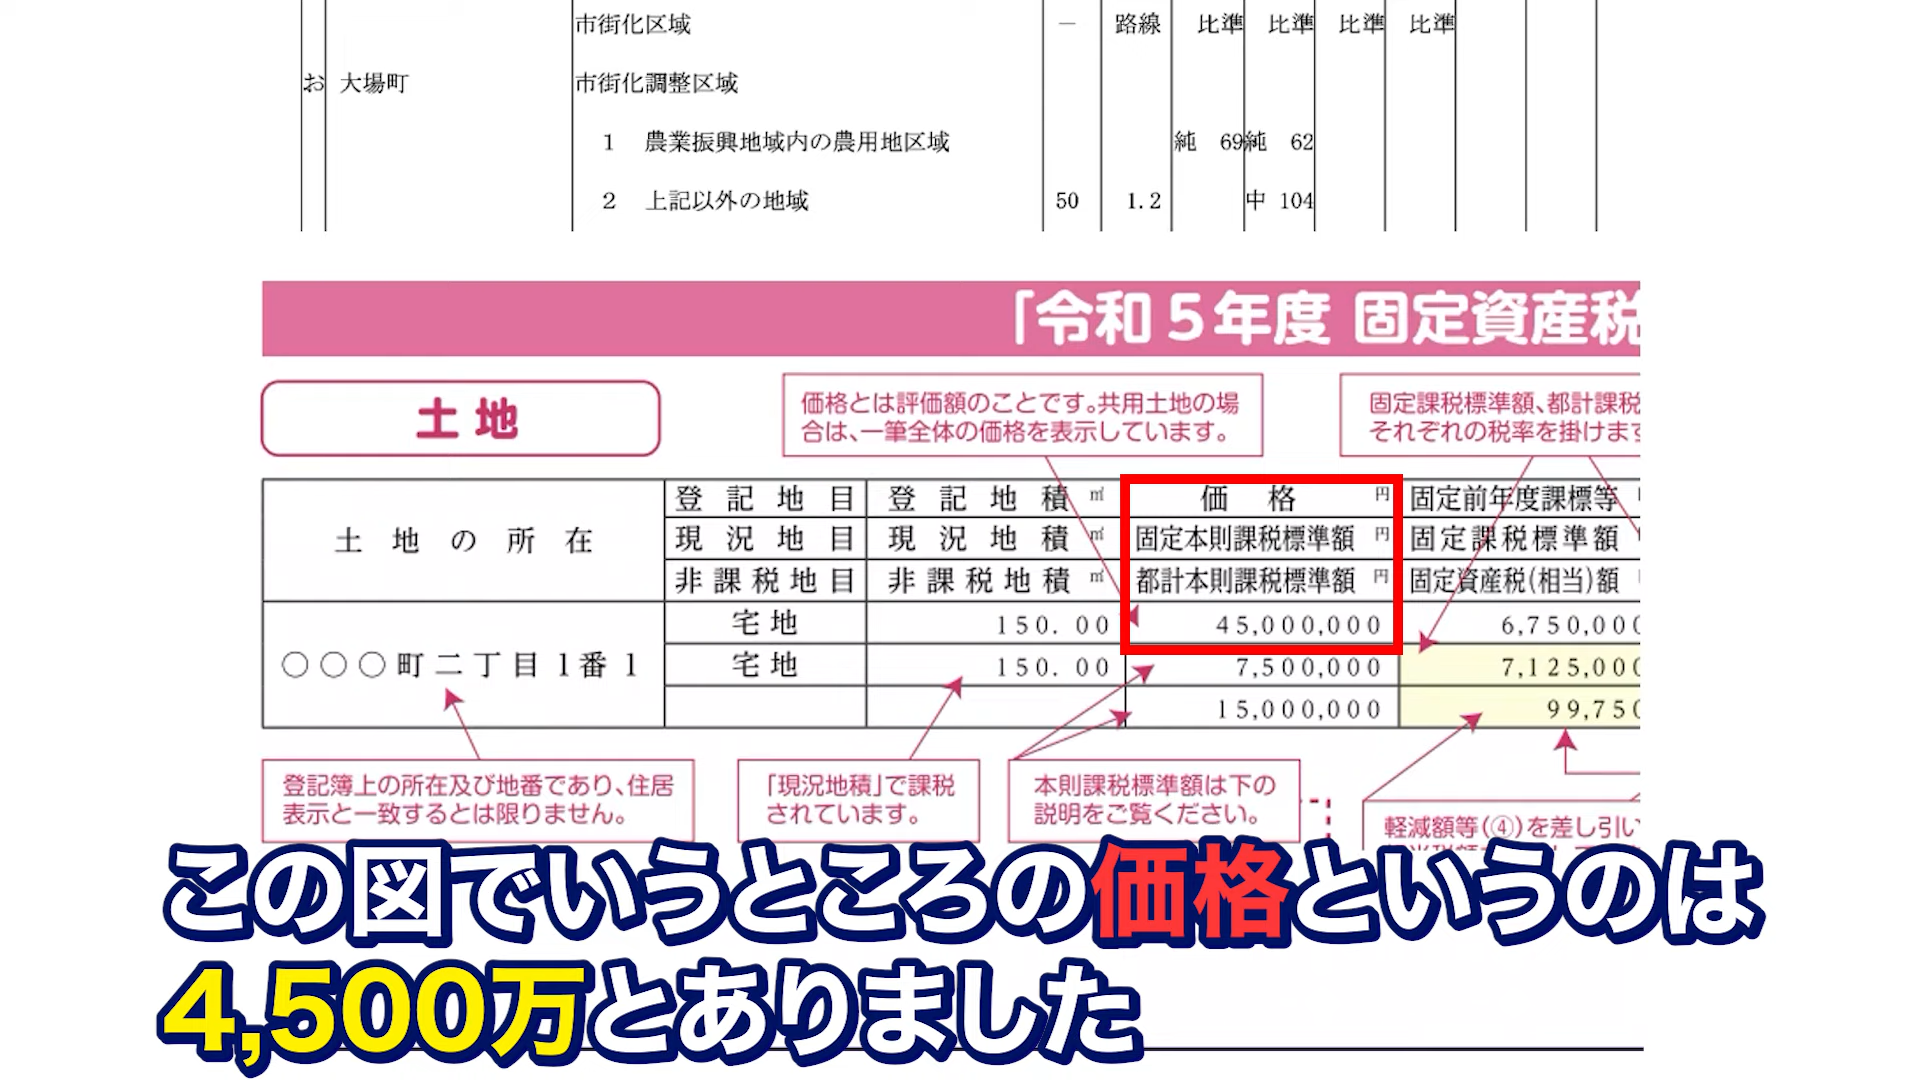 市街化区域 － 路線 比準 比準 比準 比準
お 大場町 市街化調整区域
1 農業振興地域内の農用地区域 純 69 純 62
2 上記以外の地域 50 1.2 中 104
「令和5年度 固定資産税
土地
価格とは評価額のことです。共用土地の場
合は、一筆全体の価格を表示しています。
固定課税標準額、都計課税
それぞれの税率を掛けます
土地の所在
登記地目 登記地積 ㎡ 価格 円 固定前年度課標等
現況地目 現況地積 ㎡ 固定本則課税標準額 円 固定課税標準額
非課税地目 非課税地積 ㎡ 都計本則課税標準額 円 固定資産税(相当)額
宅地 150.00 45,000,000 6,750,000
○○○町二丁目1番1 宅地 150.00 7,500,000 7,125,000
15,000,000 99,750
登記簿上の所在及び地番であり、住居
表示と一致するとは限りません。
「現況地積」で課税
されています。
本則課税標準額は下の
説明をご覧ください。
軽減額等(④)を差し引い
この図でいうところの価格というのは
4,500万とありました